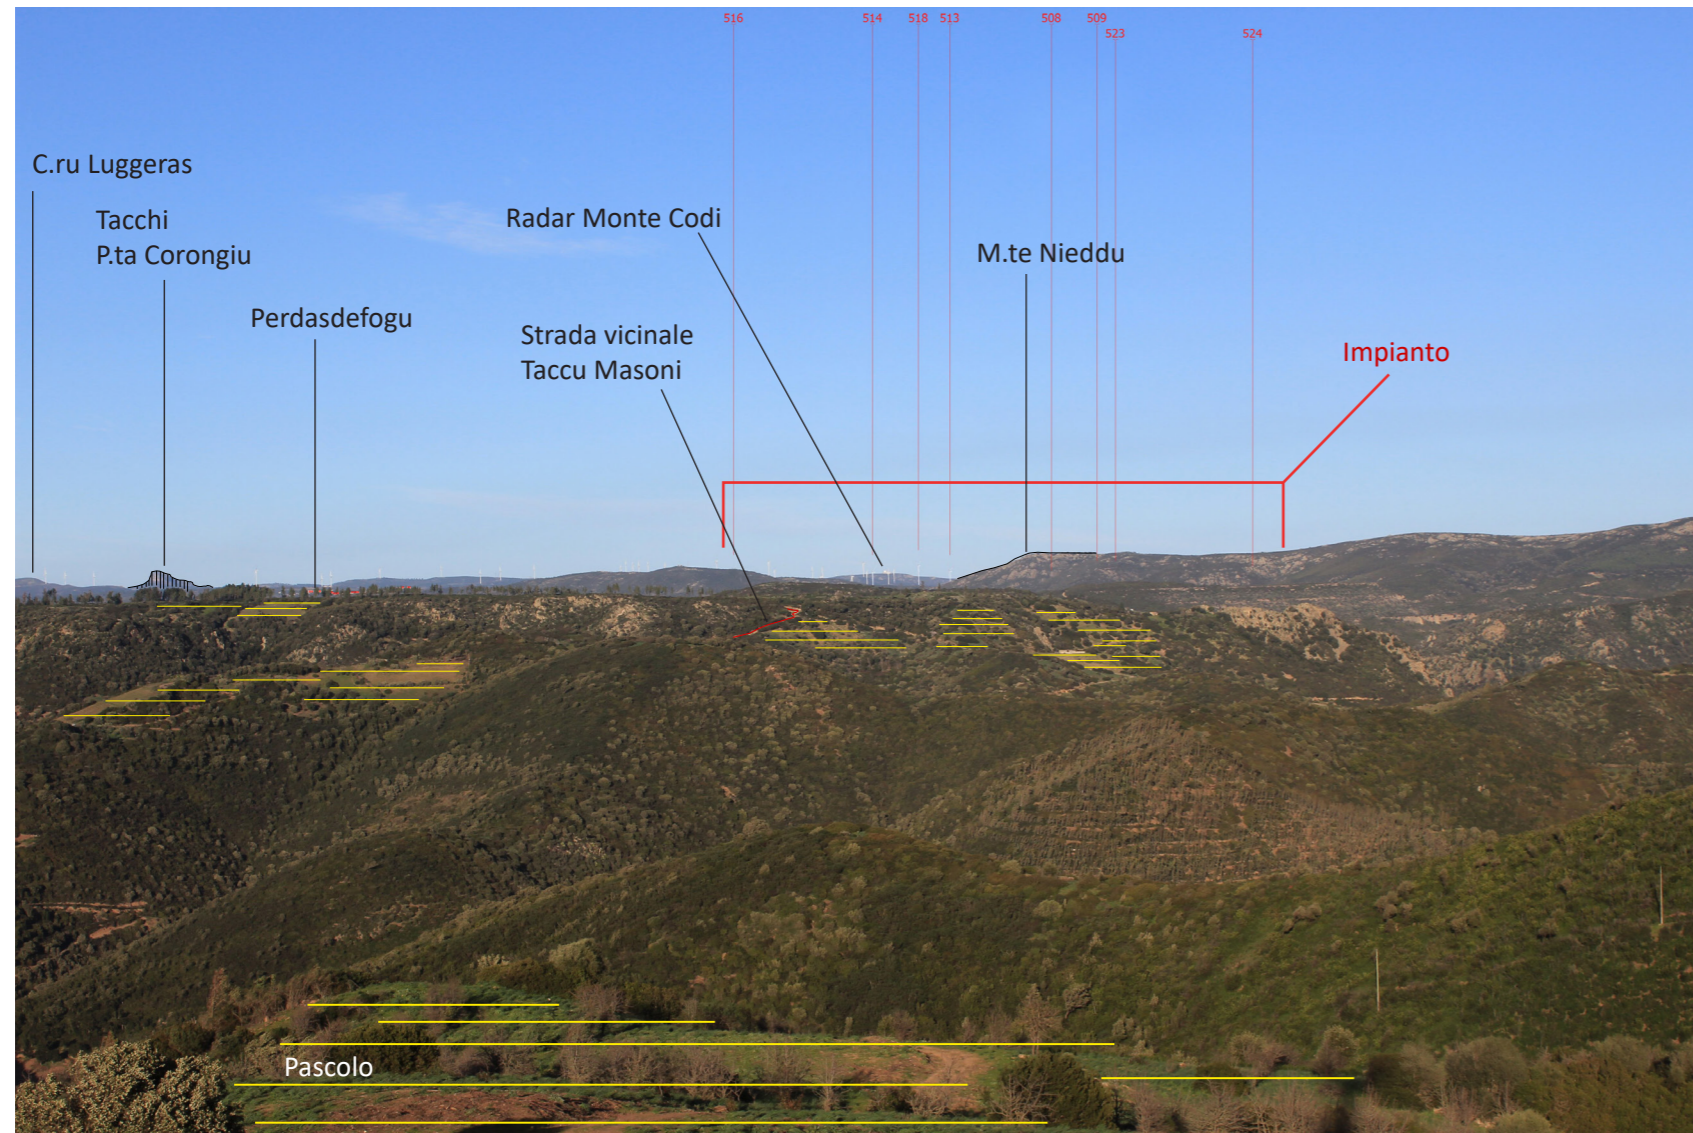 516 514 518 513 508 509
523 524
C.ru Luggeras
Tacchi
P.ta Corongiu
Radar Monte Codi
M.te Nieddu
Perdasdefogu
Strada vicinale
Taccu Masoni
Impianto
Pascolo